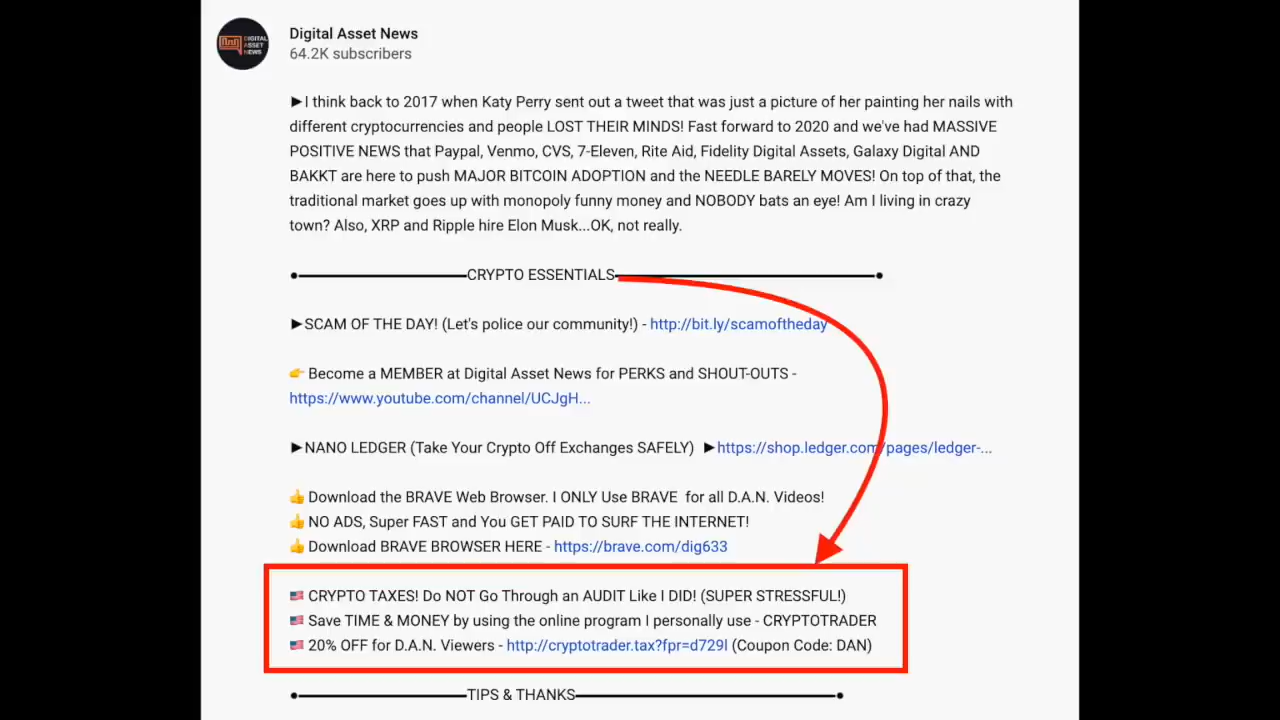 DIGITAL
ASSET
NEWS
Digital Asset News
64.2K subscribers
►I think back to 2017 when Katy Perry sent out a tweet that was just a picture of her painting her nails with
different cryptocurrencies and people LOST THEIR MINDS! Fast forward to 2020 and we've had MASSIVE
POSITIVE NEWS that Paypal, Venmo, CVS, 7-Eleven, Rite Aid, Fidelity Digital Assets, Galaxy Digital AND
BAKKT are here to push MAJOR BITCOIN ADOPTION and the NEEDLE BARELY MOVES! On top of that, the
traditional market goes up with monopoly funny money and NOBODY bats an eye! Am I living in crazy
town? Also, XRP and Ripple hire Elon Musk...OK, not really.
CRYPTO ESSENTIALS
►SCAM OF THE DAY! (Let's police our community!) - http://bit.ly/scamoftheday
👉 Become a MEMBER at Digital Asset News for PERKS and SHOUT-OUTS -
https://www.youtube.com/channel/UCJgH...
►NANO LEDGER (Take Your Crypto Off Exchanges SAFELY) ►https://shop.ledger.com/pages/ledger-...
👍 Download the BRAVE Web Browser. I ONLY Use BRAVE for all D.A.N. Videos!
👍 NO ADS, Super FAST and You GET PAID TO SURF THE INTERNET!
👍 Download BRAVE BROWSER HERE - https://brave.com/dig633
🇺🇸 CRYPTO TAXES! Do NOT Go Through an AUDIT Like I DID! (SUPER STRESSFUL!)
🇺🇸 Save TIME & MONEY by using the online program I personally use - CRYPTOTRADER
🇺🇸 20% OFF for D.A.N. Viewers - http://cryptotrader.tax?fpr=d729l (Coupon Code: DAN)
TIPS & THANKS